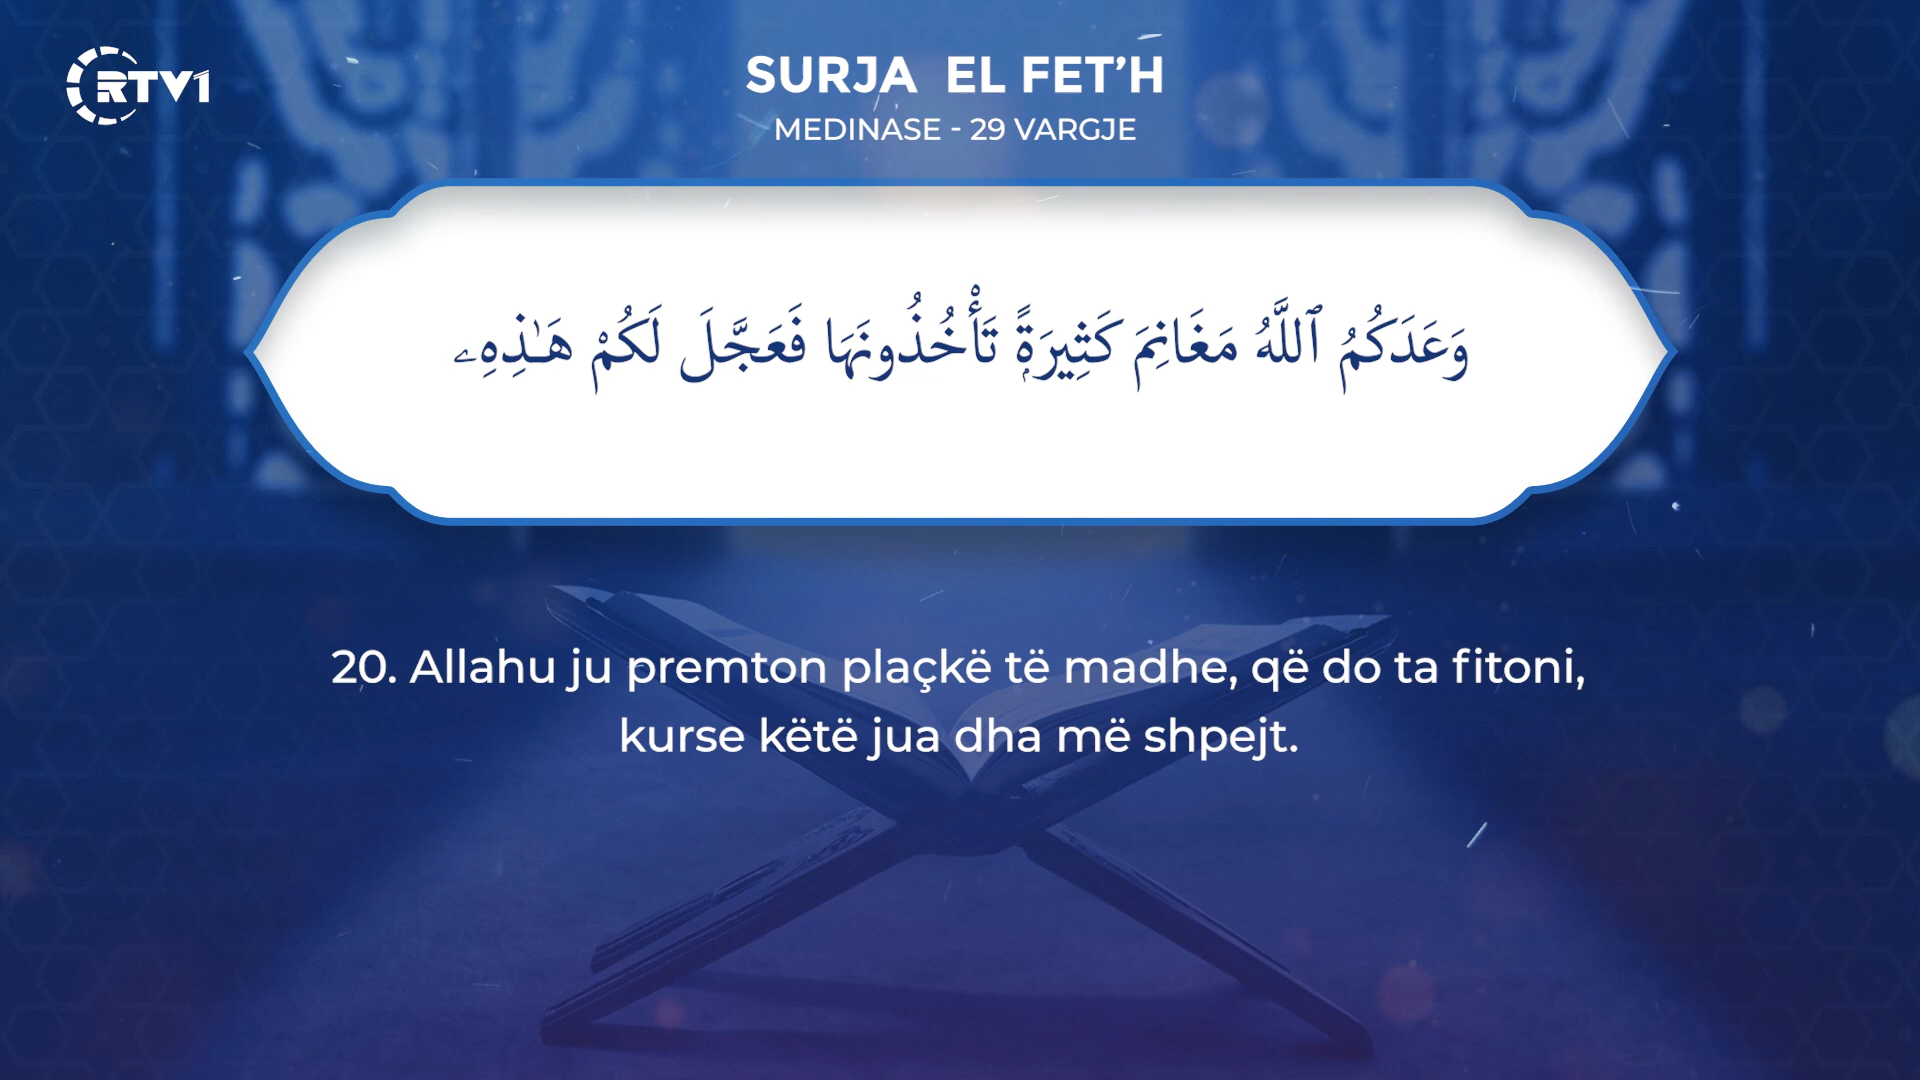 RTV1
SURJA EL FET’H
MEDINASE - 29 VARGJE
وَعَدَكُمُ ٱللَّهُ مَغَانِمَ كَثِيرَةًۭ تَأْخُذُونَهَا فَعَجَّلَ لَكُمْ هَـٰذِهِۦ
20. Allahu ju premton plaçkë të madhe, që do ta fitoni,
kurse këtë jua dha më shpejt.